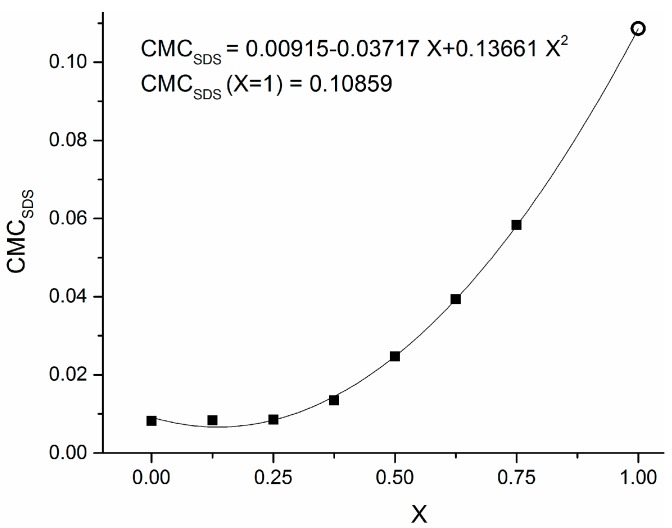 CMC_SDS = 0.00915-0.03717 X+0.13661 X²
CMC_SDS (X=1) = 0.10859
0.10
0.08
0.06
0.04
0.02
0.00
CMC_SDS
0.00 0.25 0.50 0.75 1.00
X